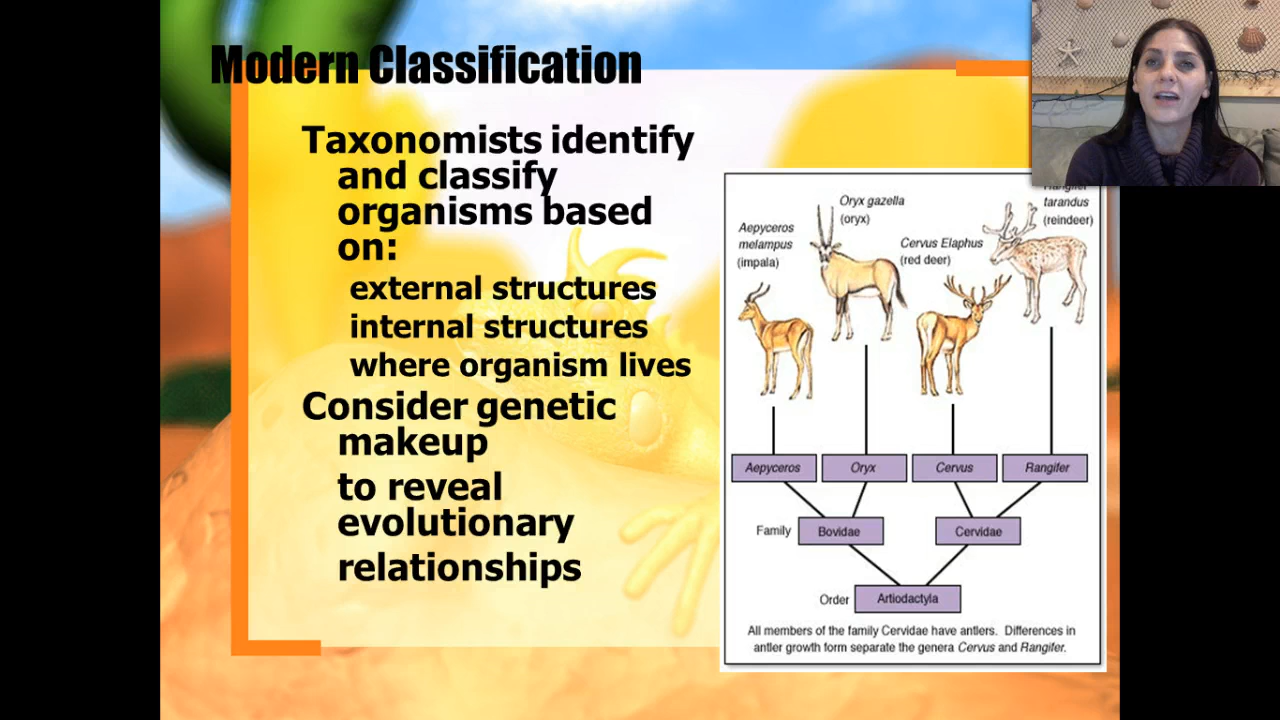 Modern Classification
Taxonomists identify
and classify
organisms based
on:
external structures
internal structures
where organism lives
Consider genetic
makeup
to reveal
evolutionary
relationships
Aepyceros
melampus
(impala)
Oryx gazella
(oryx)
Cervus Elaphus
(red deer)
Rangifer
tarandus
(reindeer)
Aepyceros
Oryx
Cervus
Rangifer
Family
Bovidae
Cervidae
Order
Artiodactyla
All members of the family Cervidae have antlers. Differences in
antler growth form separate the genera Cervus and Rangifer.